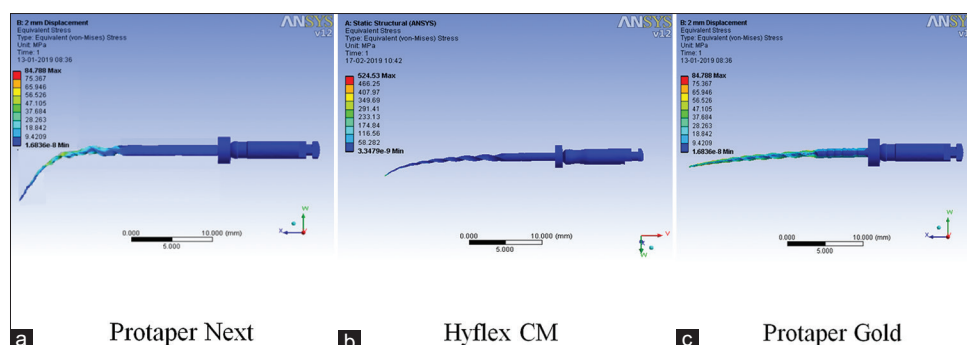 B: 2 mm Displacement
Equivalent Stress
Type: Equivalent (von-Mises) Stress
Unit: MPa
Time: 1
13-01-2019 08:36
84.788 Max
75.367
65.946
56.526
47.105
37.684
28.263
18.842
9.4209
1.6836e-8 Min
ANSYS
v12
0.000
10.000 (mm)
5.000
X
Y
a
Protaper Next
A: Static Structural (ANSYS)
Equivalent Stress
Type: Equivalent (von-Mises) Stress
Unit: MPa
Time: 1
17-02-2019 10:42
524.53 Max
466.25
407.97
349.69
291.41
233.13
174.84
116.56
58.282
3.3479e-9 Min
ANSYS
v12
0.000
10.000 (mm)
5.000
b
Hyflex CM
B: 2 mm Displacement
Equivalent Stress
Type: Equivalent (von-Mises) Stress
Unit: MPa
Time: 1
13-01-2019 08:36
84.788 Max
75.367
65.946
56.526
47.105
37.684
28.263
18.842
9.4209
1.6836e-8 Min
ANSYS
v12
0.000
10.000 (mm)
5.000
X
Y
c
Protaper Gold